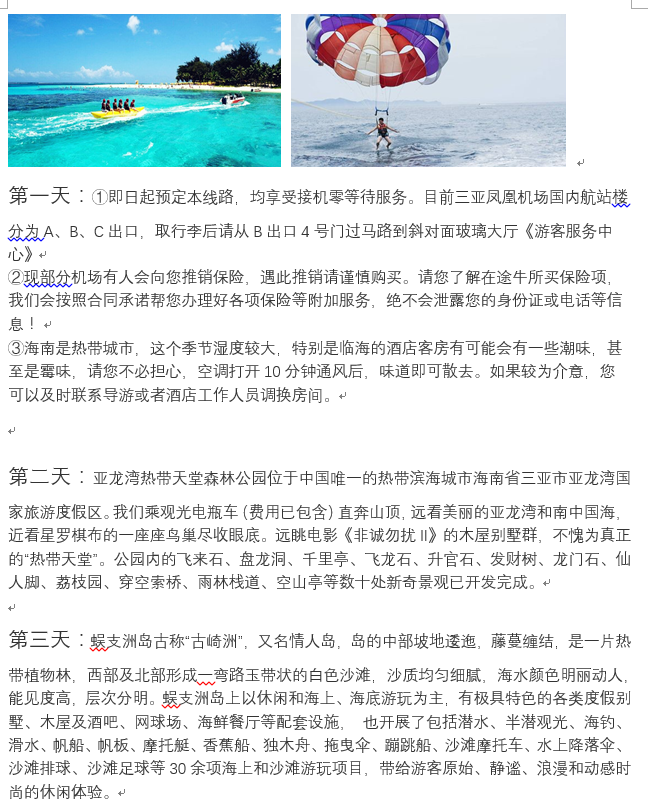 第一天：①即日起预定本线路，均享受接机零等待服务。目前三亚凤凰机场国内航站楼
分为A、B、C出口，取行李后请从B出口4号门过马路到斜对面玻璃大厅《游客服务中
心》
②现部分机场有人会向您推销保险，遇此推销请谨慎购买。请您了解在途牛所买保险项，
我们会按照合同承诺帮您办理好各项保险等附加服务，绝不会泄露您的身份证或电话等信
息！
③海南是热带城市，这个季节湿度较大，特别是临海的酒店客房有可能会有一些潮味，甚
至是霉味，请您不必担心，空调打开10分钟通风后，味道即可散去。如果较为介意，您
可以及时联系导游或者酒店工作人员调换房间。
第二天：亚龙湾热带天堂森林公园位于中国唯一的热带滨海城市海南省三亚市亚龙湾国
家旅游度假区。我们乘观光电瓶车（费用已包含）直奔山顶，远看美丽的亚龙湾和南中国海，
近看星罗棋布的一座座鸟巢尽收眼底。远眺电影《非诚勿扰II》的木屋别墅群，不愧为真正
的“热带天堂”。公园内的飞来石、盘龙洞、千里亭、飞龙石、升官石、发财树、龙门石、仙
人脚、荔枝园、穿空索桥、雨林栈道、空山亭等数十处新奇景观已开发完成。
第三天：蜈支洲岛古称“古崎洲”，又名情人岛，岛的中部坡地逶迤，藤蔓缠结，是一片热
带植物林，西部及北部形成一弯路玉带状的白色沙滩，沙质均匀细腻，海水颜色明丽动人，
能见度高，层次分明。蜈支洲岛上以休闲和海上、海底游玩为主，有极具特色的各类度假别
墅、木屋及酒吧、网球场、海鲜餐厅等配套设施， 也开展了包括潜水、半潜观光、海钓、
滑水、帆船、帆板、摩托艇、香蕉船、独木舟、拖曳伞、蹦跳船、沙滩摩托车、水上降落伞、
沙滩排球、沙滩足球等30余项海上和沙滩游玩项目，带给游客原始、静谧、浪漫和动感时
尚的休闲体验。